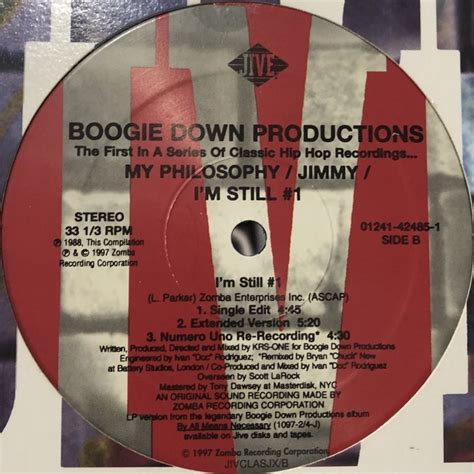 JIVE
BOOGIE DOWN PRODUCTIONS
The First In A Series Of Classic Hip Hop Recordings...
MY PHILOSOPHY / JIMMY /
I'M STILL #1
STEREO
33 1/3 RPM
℗ 1988, This Compilation
℗ & © 1997 Zomba
Recording Corporation
01241-42485-1
SIDE B
I'm Still #1
(L. Parker) Zomba Enterprises Inc. (ASCAP)
1. Single Edit 4:45
2. Extended Version 5:20
3. Numero Uno Re-Recording* 4:30
Written, Produced, Directed and Mixed by KRS-ONE for Boogie Down Productions
Engineered by Ivan "Doc" Rodriguez; *Remixed by Bryan "Chuck" New
at Battery Studios, London / Co-Produced and Mixed by Ivan "Doc" Rodriguez
Overseen by Scott LaRock
Mastered by Tony Dawsey at Masterdisk, NYC
AN ORIGINAL SOUND RECORDING MADE BY
ZOMBA RECORDING CORPORATION
LP version from the legendary Boogie Down Productions album
By All Means Necessary (1097-2/4-J)
available on Jive discs and tapes.
© 1997 Zomba Recording Corporation
JIVCLASJX/B